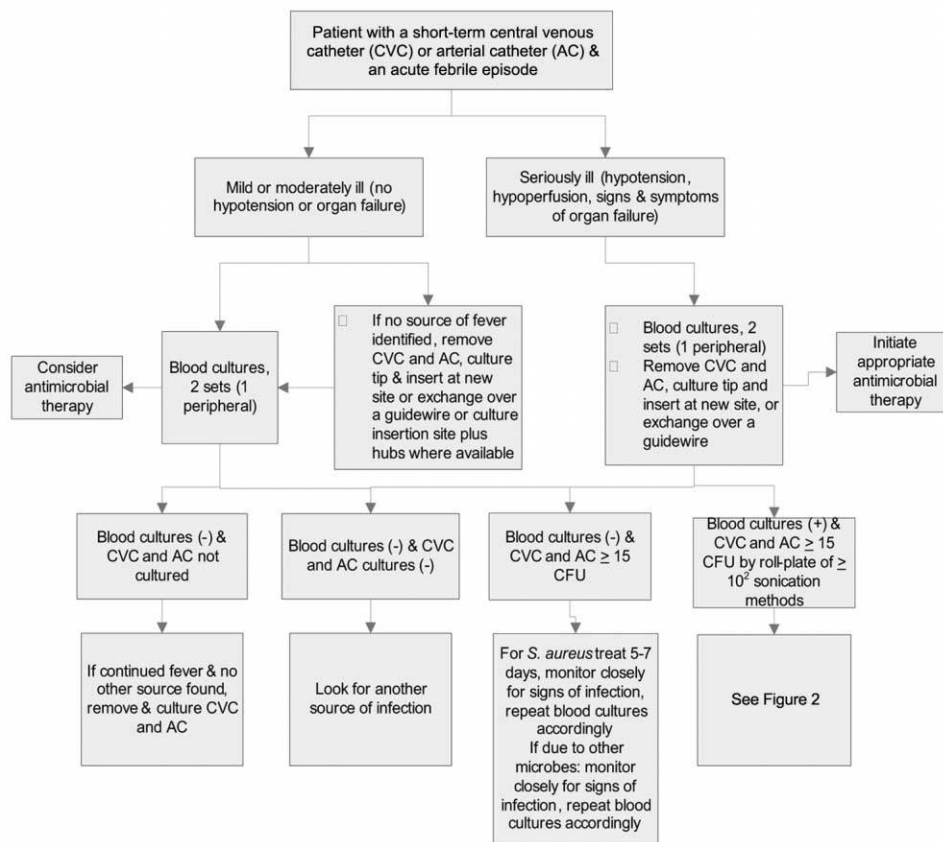 Patient with a short-term central venous
catheter (CVC) or arterial catheter (AC) &
an acute febrile episode
Mild or moderately ill (no
hypotension or organ failure)
Seriously ill (hypotension,
hypoperfusion, signs & symptoms
of organ failure)
Consider
antimicrobial
therapy
Blood cultures,
2 sets (1
peripheral)
If no source of fever
identified, remove
CVC and AC, culture
tip & insert at new
site or exchange over
a guidewire or culture
insertion site plus
hubs where available
Blood cultures, 2
sets (1 peripheral)
Remove CVC and
AC, culture tip and
insert at new site, or
exchange over a
guidewire
Initiate
appropriate
antimicrobial
therapy
Blood cultures (-) &
CVC and AC not
cultured
Blood cultures (-) & CVC
and AC cultures (-)
Blood cultures (-) &
CVC and AC ≥ 15
CFU
Blood cultures (+) &
CVC and AC ≥ 15
CFU by roll-plate of ≥
10² sonication
methods
If continued fever & no
other source found,
remove & culture CVC
and AC
Look for another
source of infection
For S. aureus treat 5-7
days, monitor closely
for signs of infection,
repeat blood cultures
accordingly
If due to other
microbes: monitor
closely for signs of
infection, repeat blood
cultures accordingly
See Figure 2